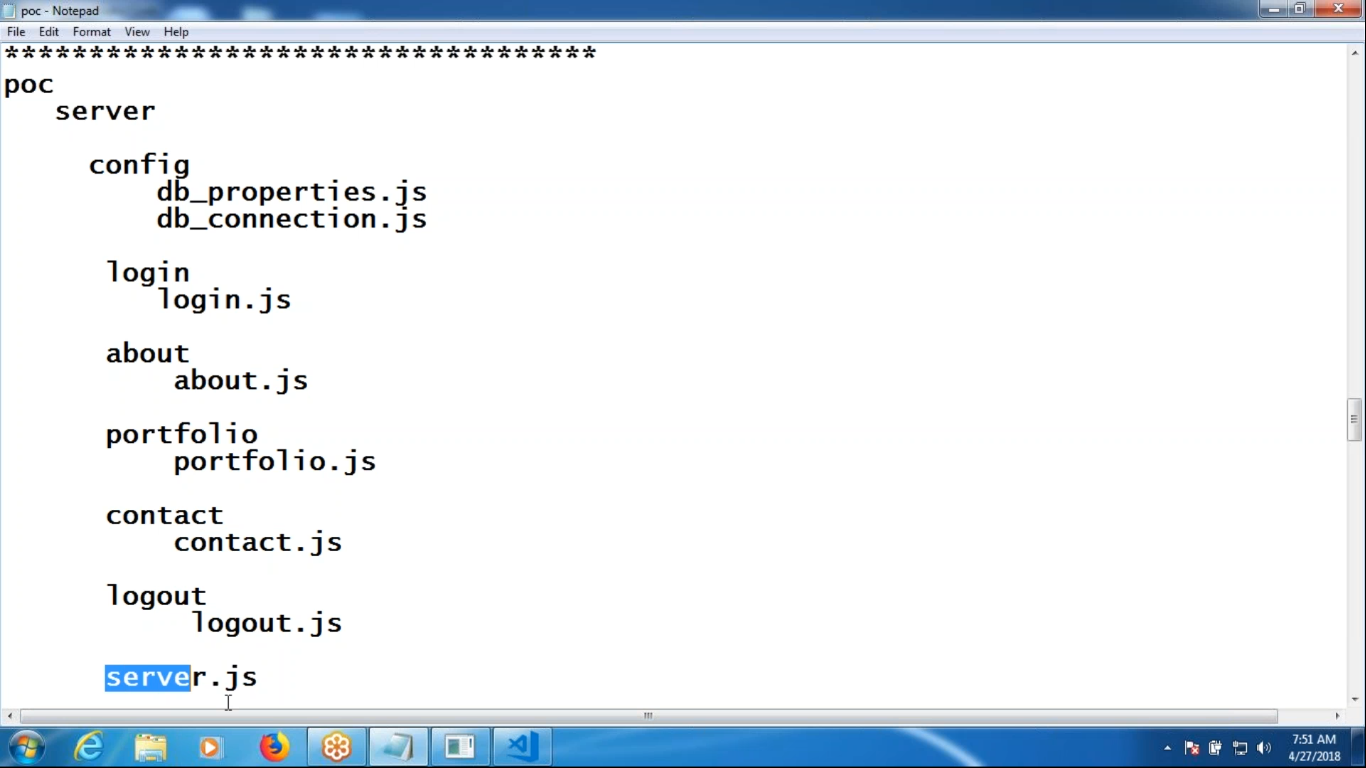 poc - Notepad
File Edit Format View Help
***********************************
poc
server
config
db_properties.js
db_connection.js
login
login.js
about
about.js
portfolio
portfolio.js
contact
contact.js
logout
logout.js
server.js
7:51 AM
4/27/2018